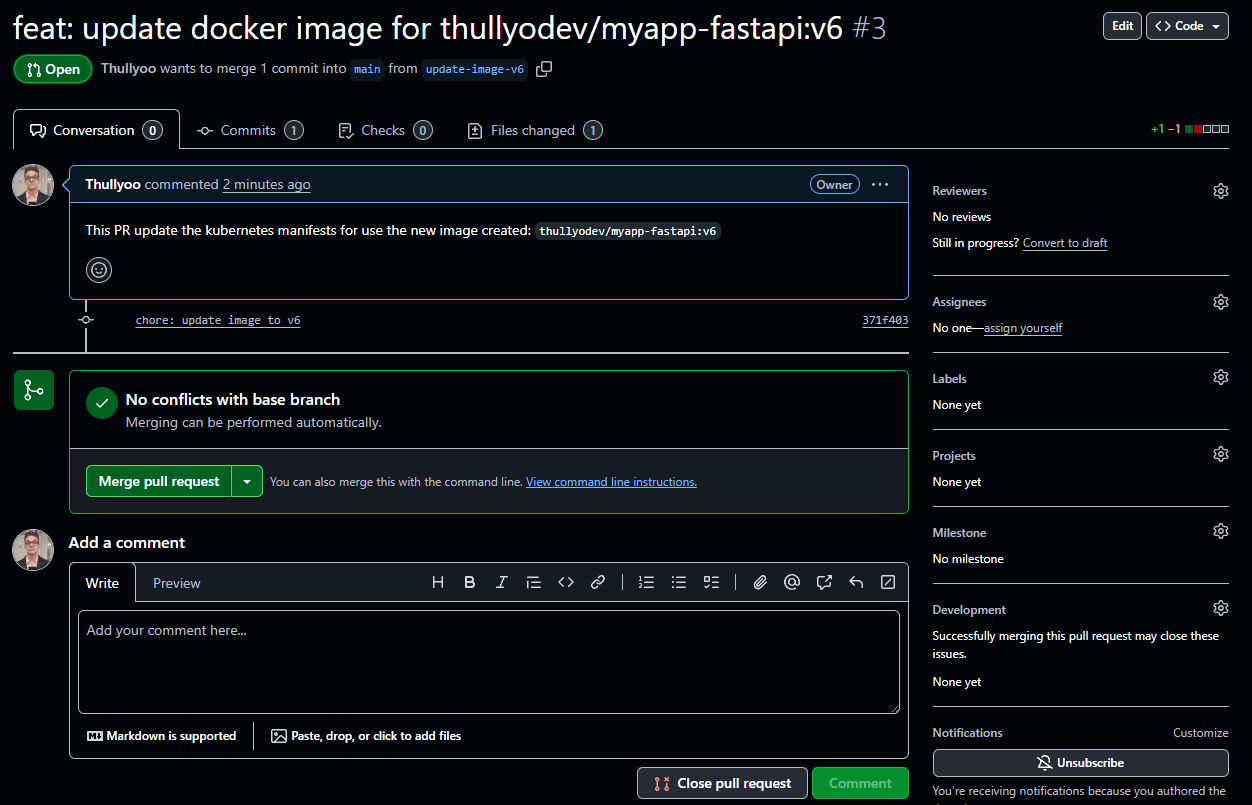 feat: update docker image for thullyodev/myapp-fastapi:v6 #3
Edit
Code
Open
Thullyoo wants to merge 1 commit into main from update-image-v6
Conversation 0
Commits 1
Checks 0
Files changed 1
+1 −1
Thullyoo commented 2 minutes ago
Owner
This PR update the kubernetes manifests for use the new image created: thullyodev/myapp-fastapi:v6
chore: update image to v6
371f403
No conflicts with base branch
Merging can be performed automatically.
Merge pull request
You can also merge this with the command line. View command line instructions.
Add a comment
Write
Preview
Add your comment here...
Markdown is supported
Paste, drop, or click to add files
Close pull request
Comment
Reviewers
No reviews
Still in progress? Convert to draft
Assignees
No one—assign yourself
Labels
None yet
Projects
None yet
Milestone
No milestone
Development
Successfully merging this pull request may close these
issues.
None yet
Notifications
Customize
Unsubscribe
You're receiving notifications because you authored the